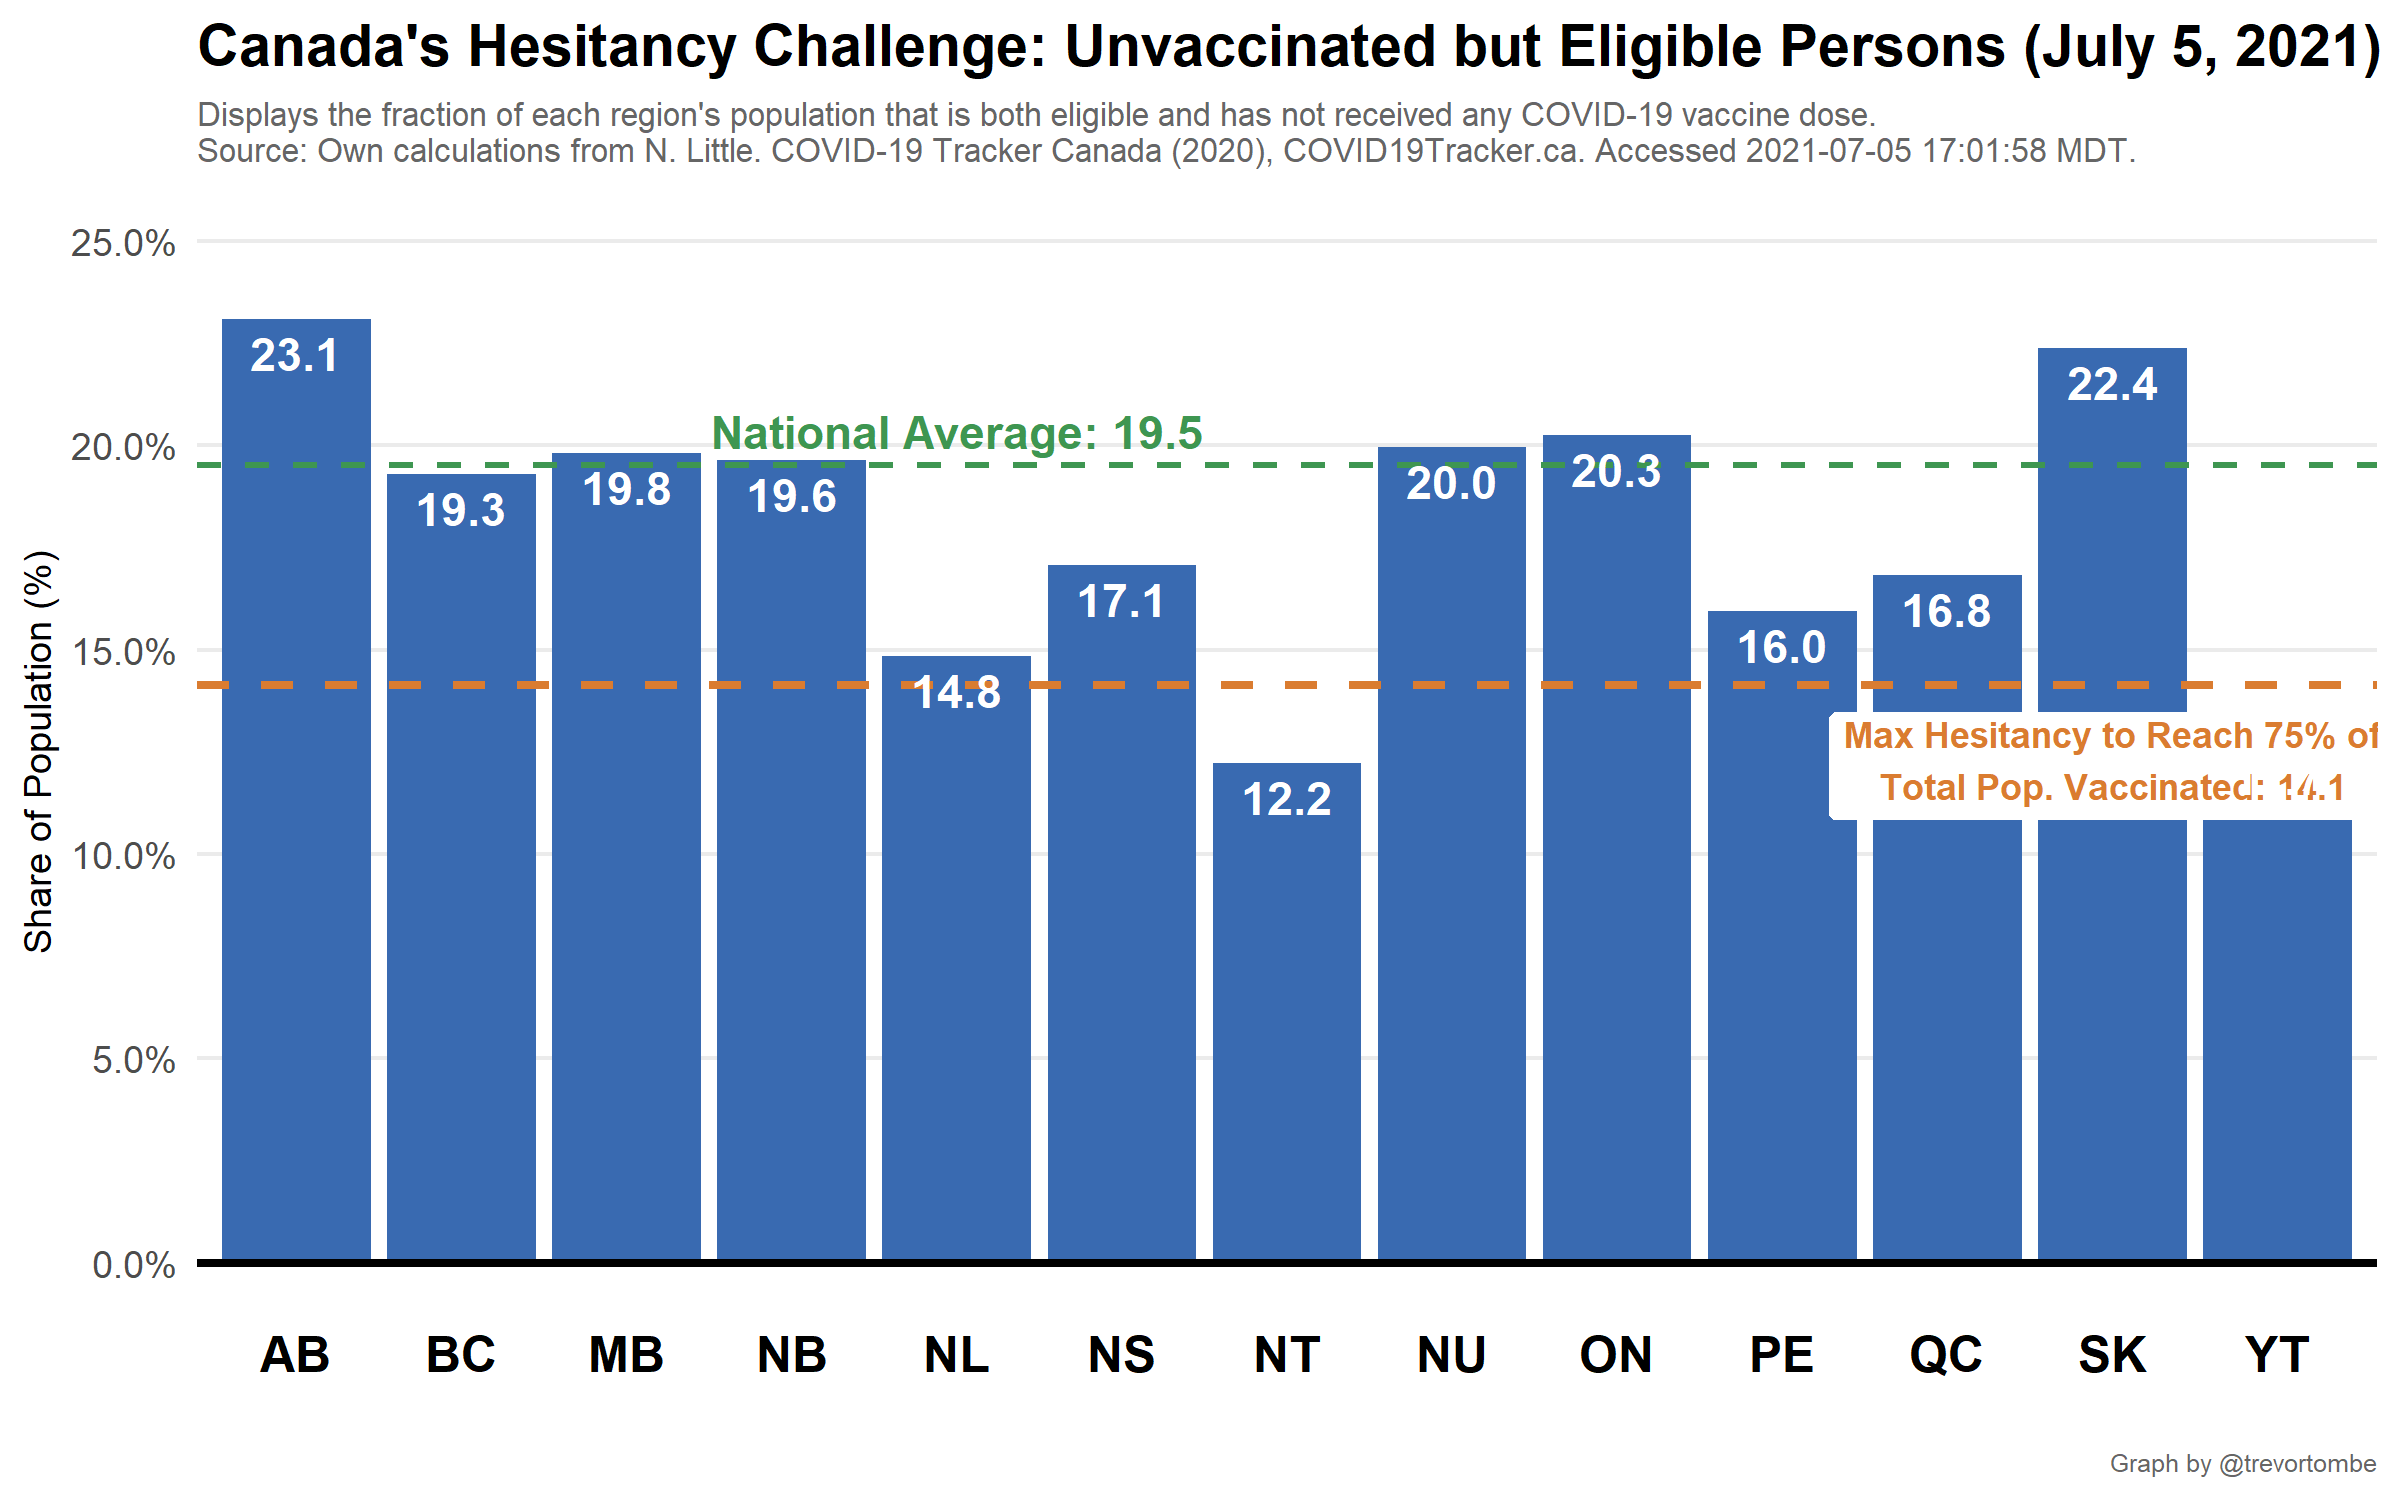 Canada's Hesitancy Challenge: Unvaccinated but Eligible Persons (July 5, 2021)
Displays the fraction of each region's population that is both eligible and has not received any COVID-19 vaccine dose.
Source: Own calculations from N. Little. COVID-19 Tracker Canada (2020), COVID19Tracker.ca. Accessed 2021-07-05 17:01:58 MDT.
Share of Population (%)
25.0%
20.0%
15.0%
10.0%
5.0%
0.0%
National Average: 19.5
23.1
19.3
19.8
19.6
14.8
17.1
12.2
20.0
20.3
16.0
16.8
22.4
Max Hesitancy to Reach 75% of
Total Pop. Vaccinated: 14.1
AB BC MB NB NL NS NT NU ON PE QC SK YT
Graph by @trevortombe